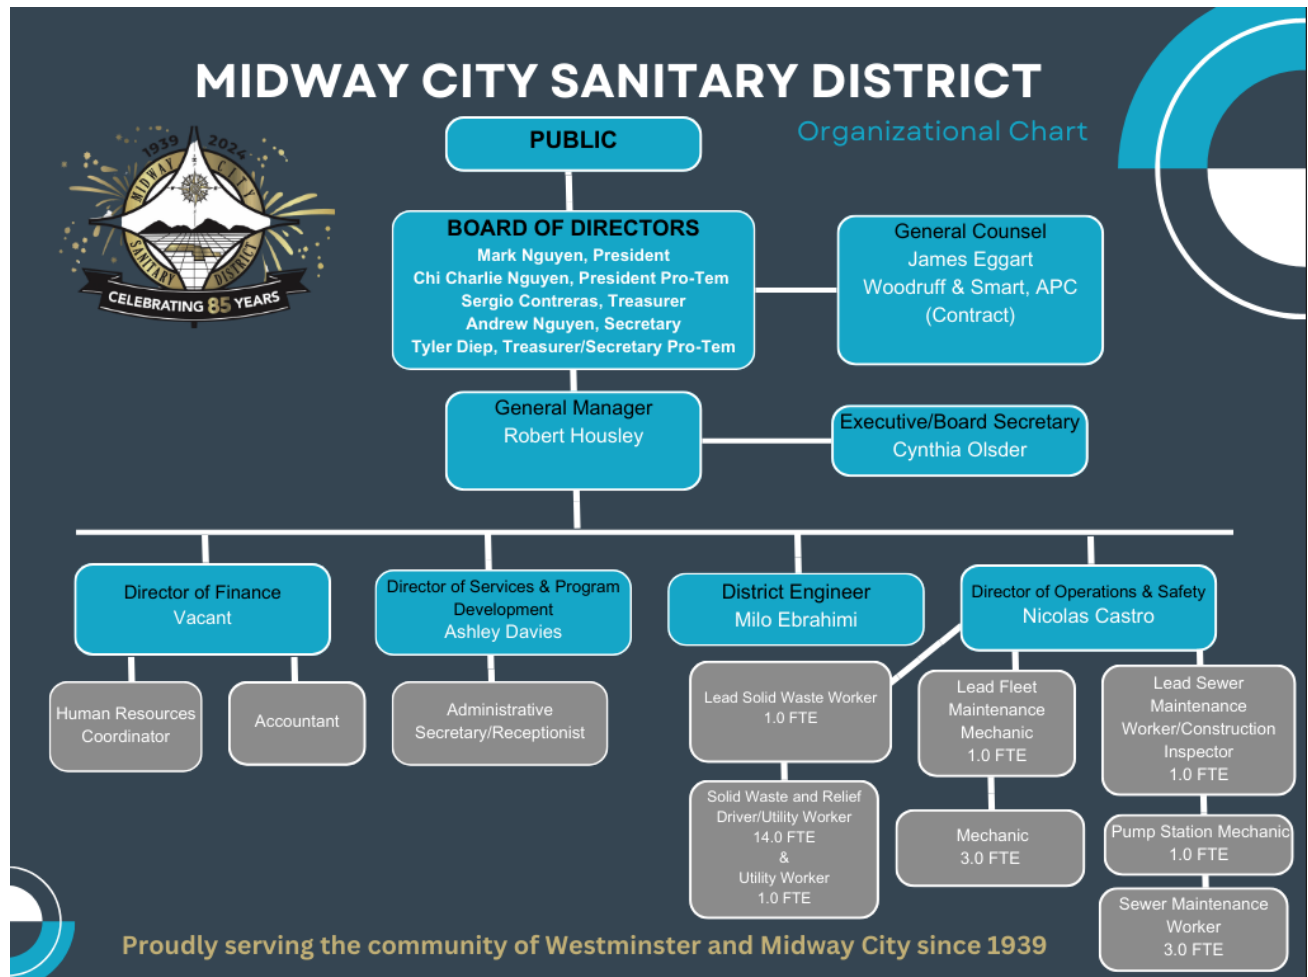 MIDWAY CITY SANITARY DISTRICT
Organizational Chart
1939 2024
MIDWAY CITY
SANITARY DISTRICT
CELEBRATING 85 YEARS
PUBLIC
BOARD OF DIRECTORS
Mark Nguyen, President
Chi Charlie Nguyen, President Pro-Tem
Sergio Contreras, Treasurer
Andrew Nguyen, Secretary
Tyler Diep, Treasurer/Secretary Pro-Tem
General Counsel
James Eggart
Woodruff & Smart, APC
(Contract)
General Manager
Robert Housley
Executive/Board Secretary
Cynthia Olsder
Director of Finance
Vacant
Director of Services & Program
Development
Ashley Davies
District Engineer
Milo Ebrahimi
Director of Operations & Safety
Nicolas Castro
Human Resources
Coordinator
Accountant
Administrative
Secretary/Receptionist
Lead Solid Waste Worker
1.0 FTE
Lead Fleet
Maintenance
Mechanic
1.0 FTE
Lead Sewer
Maintenance
Worker/Construction
Inspector
1.0 FTE
Solid Waste and Relief
Driver/Utility Worker
14.0 FTE
&
Utility Worker
1.0 FTE
Mechanic
3.0 FTE
Pump Station Mechanic
1.0 FTE
Sewer Maintenance
Worker
3.0 FTE
Proudly serving the community of Westminster and Midway City since 1939